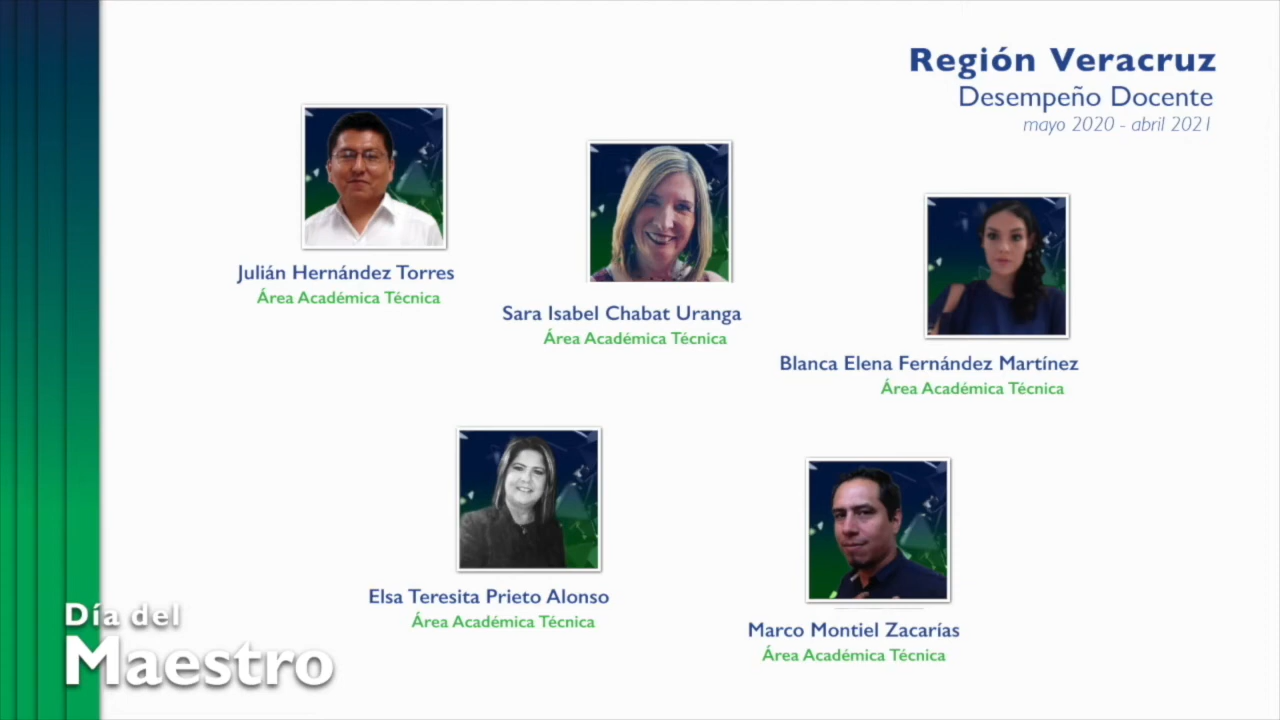 Región Veracruz
Desempeño Docente
mayo 2020 - abril 2021
Julián Hernández Torres
Área Académica Técnica
Sara Isabel Chabat Uranga
Área Académica Técnica
Blanca Elena Fernández Martínez
Área Académica Técnica
Elsa Teresita Prieto Alonso
Área Académica Técnica
Marco Montiel Zacarías
Área Académica Técnica
Día del
Maestro